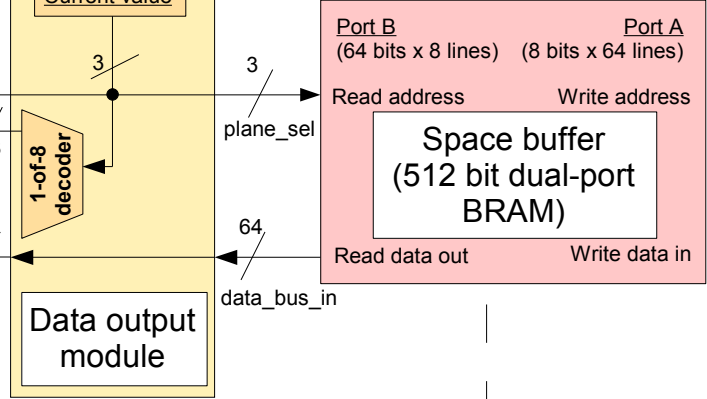 Current value
3
1-of-8
decoder
3
plane_sel
64
data_bus_in
Data output
module
Port B
(64 bits x 8 lines)
Port A
(8 bits x 64 lines)
Read address
Write address
Space buffer
(512 bit dual-port
BRAM)
Read data out
Write data in